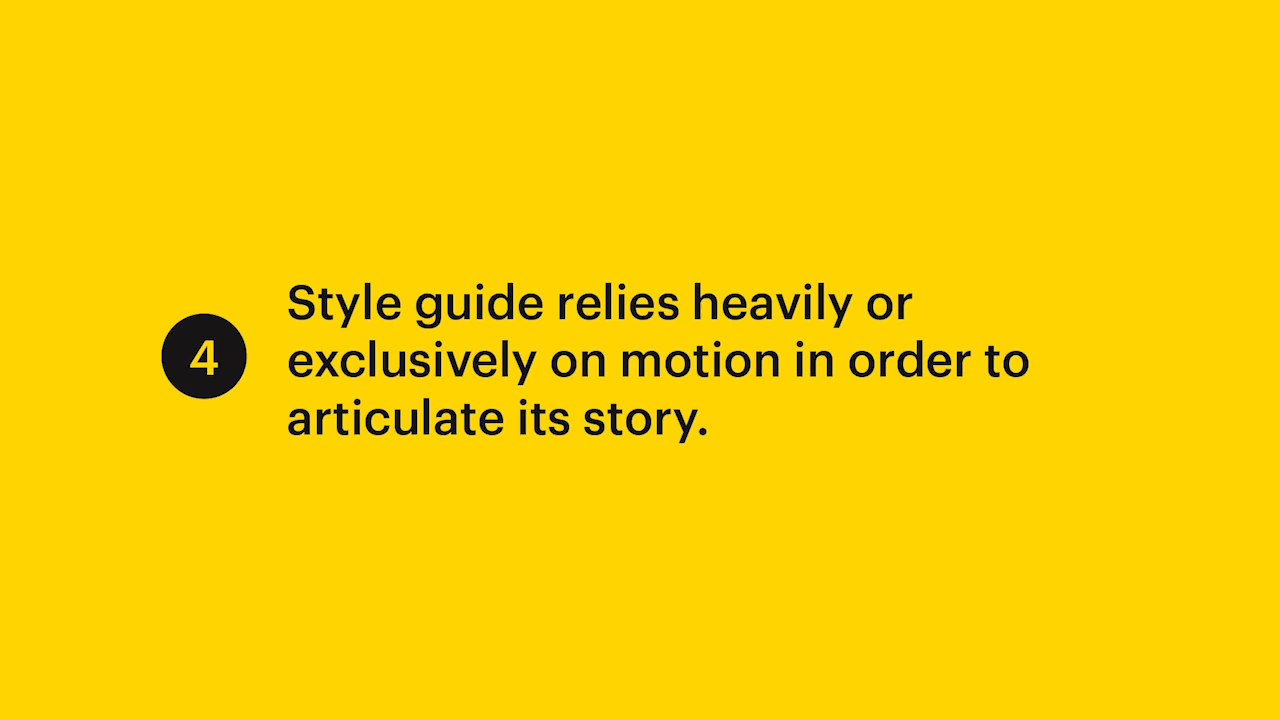 4
Style guide relies heavily or
exclusively on motion in order to
articulate its story.